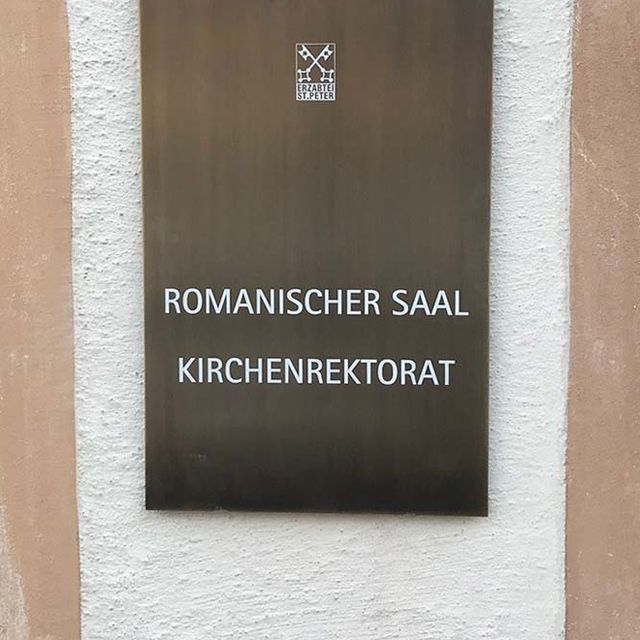 ERZABTEI
ST.PETER
ROMANISCHER SAAL
KIRCHENREKTORAT